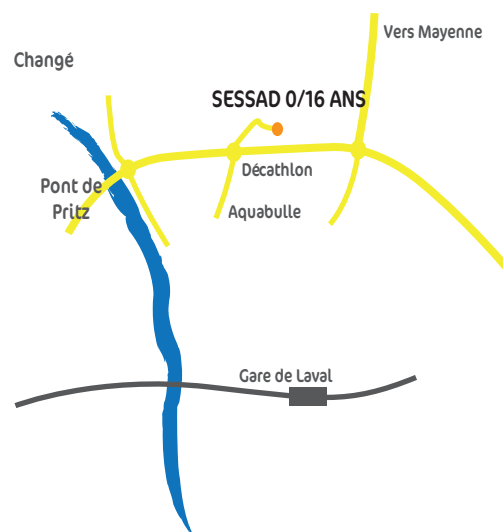 Vers Mayenne
Changé
SESSAD 0/16 ANS
Décathlon
Pont de
Pritz
Aquabulle
Gare de Laval